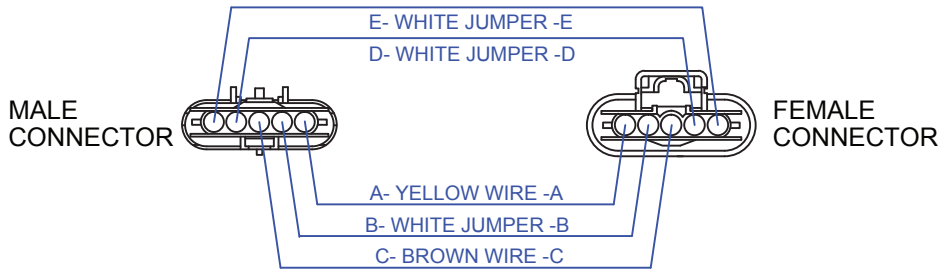 E- WHITE JUMPER -E
D- WHITE JUMPER -D
MALE
CONNECTOR
FEMALE
CONNECTOR
A- YELLOW WIRE -A
B- WHITE JUMPER -B
C- BROWN WIRE -C